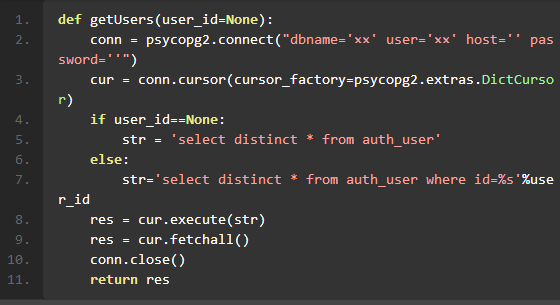 1. def getUsers(user_id=None):
2.     conn = psycopg2.connect("dbname='xx' user='xx' host='' pas
sword=''")
3.     cur = conn.cursor(cursor_factory=psycopg2.extras.DictCurso
r)
4.     if user_id==None:
5.         str = 'select distinct * from auth_user'
6.     else:
7.         str='select distinct * from auth_user where id=%s'%use
r_id
8.     res = cur.execute(str)
9.     res = cur.fetchall()
10.     conn.close()
11.     return res